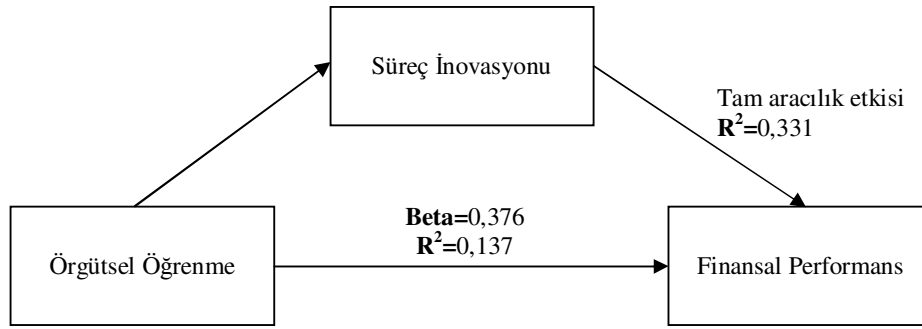 Süreç İnovasyonu
Tam aracılık etkisi
R²=0,331
Beta=0,376
R²=0,137
Örgütsel Öğrenme
Finansal Performans